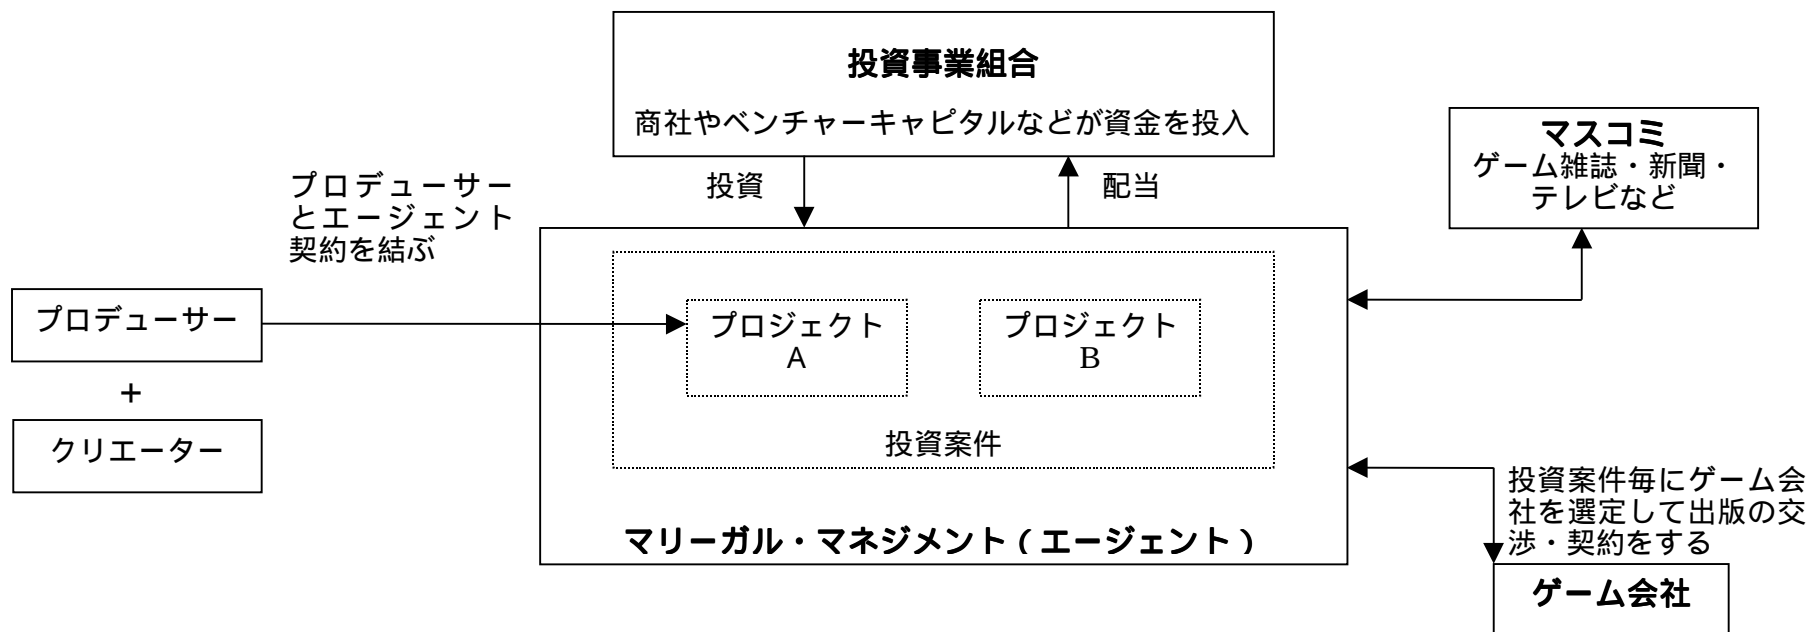 投資事業組合
商社やベンチャーキャピタルなどが資金を投入
マスコミ
ゲーム雑誌・新聞・
テレビなど
プロデューサー
とエージェント
契約を結ぶ
投資
配当
プロデューサー
+
クリエーター
プロジェクト
A
プロジェクト
B
投資案件
マリーガル・マネジメント(エージェント)
投資案件毎にゲーム会
社を選定して出版の交
渉・契約をする
ゲーム会社